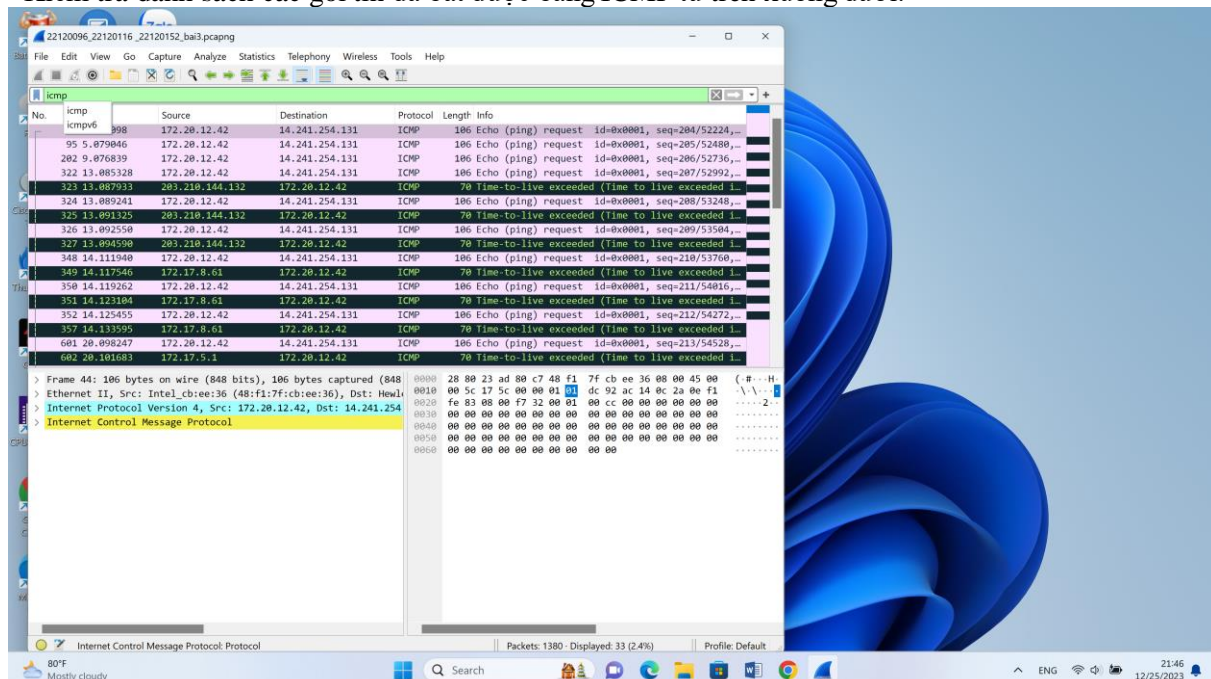 22120096_22120116 _22120152_bai3.pcapng
File Edit View Go Capture Analyze Statistics Telephony Wireless Tools Help
icmp
icmp
icmpv6
No. Source Destination Protocol Length Info
098 172.20.12.42 14.241.254.131 ICMP 106 Echo (ping) request id=0x0001, seq=204/52224,…
95 5.079046 172.20.12.42 14.241.254.131 ICMP 106 Echo (ping) request id=0x0001, seq=205/52480,…
202 9.076839 172.20.12.42 14.241.254.131 ICMP 106 Echo (ping) request id=0x0001, seq=206/52736,…
322 13.085328 172.20.12.42 14.241.254.131 ICMP 106 Echo (ping) request id=0x0001, seq=207/52992,…
323 13.087933 203.210.144.132 172.20.12.42 ICMP 70 Time-to-live exceeded (Time to live exceeded i…
324 13.089241 172.20.12.42 14.241.254.131 ICMP 106 Echo (ping) request id=0x0001, seq=208/53248,…
325 13.091325 203.210.144.132 172.20.12.42 ICMP 70 Time-to-live exceeded (Time to live exceeded i…
326 13.092550 172.20.12.42 14.241.254.131 ICMP 106 Echo (ping) request id=0x0001, seq=209/53504,…
327 13.094590 203.210.144.132 172.20.12.42 ICMP 70 Time-to-live exceeded (Time to live exceeded i…
348 14.111940 172.20.12.42 14.241.254.131 ICMP 106 Echo (ping) request id=0x0001, seq=210/53760,…
349 14.117546 172.17.8.61 172.20.12.42 ICMP 70 Time-to-live exceeded (Time to live exceeded i…
350 14.119262 172.20.12.42 14.241.254.131 ICMP 106 Echo (ping) request id=0x0001, seq=211/54016,…
351 14.123104 172.17.8.61 172.20.12.42 ICMP 70 Time-to-live exceeded (Time to live exceeded i…
352 14.125455 172.20.12.42 14.241.254.131 ICMP 106 Echo (ping) request id=0x0001, seq=212/54272,…
357 14.133595 172.17.8.61 172.20.12.42 ICMP 70 Time-to-live exceeded (Time to live exceeded i…
601 20.098247 172.20.12.42 14.241.254.131 ICMP 106 Echo (ping) request id=0x0001, seq=213/54528,…
602 20.101683 172.17.5.1 172.20.12.42 ICMP 70 Time-to-live exceeded (Time to live exceeded i…
> Frame 44: 106 bytes on wire (848 bits), 106 bytes captured (848
> Ethernet II, Src: Intel_cb:ee:36 (48:f1:7f:cb:ee:36), Dst: Hewl
> Internet Protocol Version 4, Src: 172.20.12.42, Dst: 14.241.254
> Internet Control Message Protocol
0000 28 80 23 ad 80 c7 48 f1 7f cb ee 36 08 00 45 00 (·#···H·
0010 00 5c 17 5c 00 00 01 01 dc 92 ac 14 0c 2a 0e f1 ·\·\····
0020 fe 83 08 00 f7 32 00 01 00 cc 00 00 00 00 00 00 ·····2··
0030 00 00 00 00 00 00 00 00 00 00 00 00 00 00 00 00 ········
0040 00 00 00 00 00 00 00 00 00 00 00 00 00 00 00 00 ········
0050 00 00 00 00 00 00 00 00 00 00 00 00 00 00 00 00 ········
0060 00 00 00 00 00 00 00 00 00 00 ········
Internet Control Message Protocol: Protocol Packets: 1380 · Displayed: 33 (2.4%) Profile: Default
80°F
Mostly cloudy
Search
ENG
21:46
12/25/2023